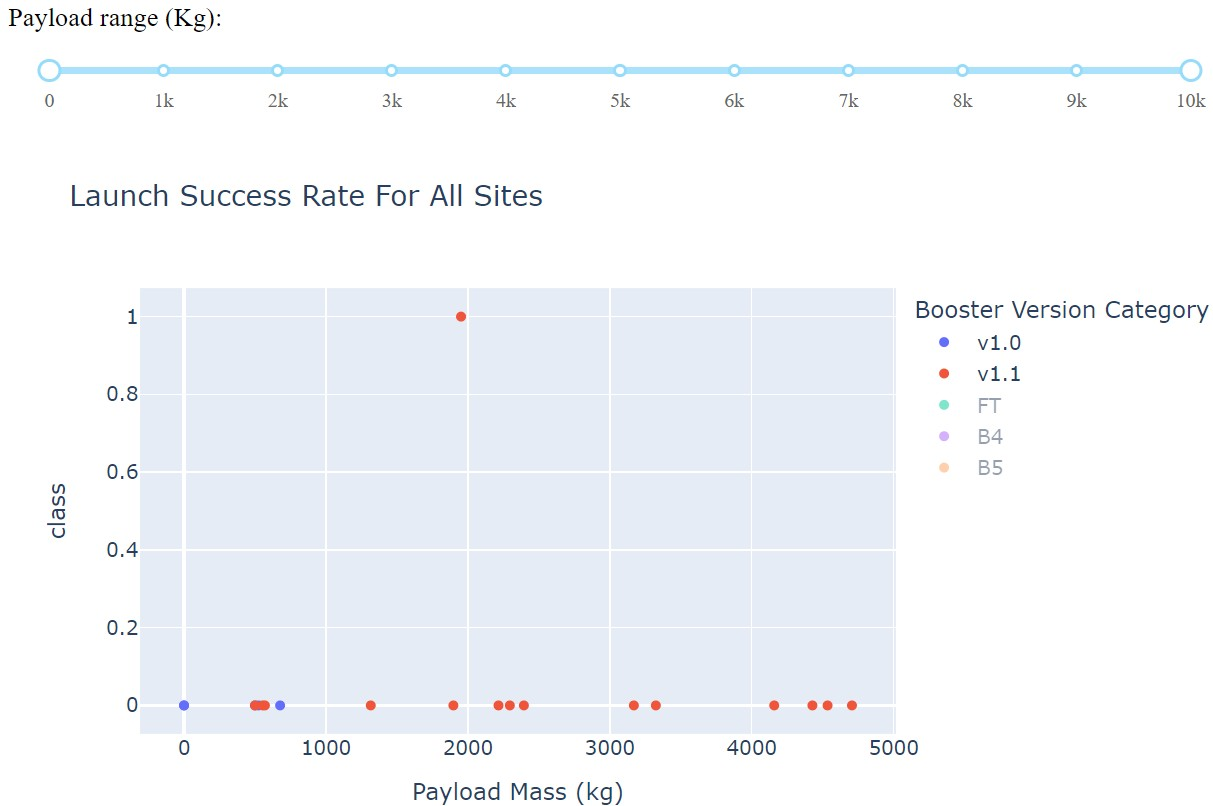 Payload range (Kg):
0 1k 2k 3k 4k 5k 6k 7k 8k 9k 10k
Launch Success Rate For All Sites
Booster Version Category
v1.0
v1.1
FT
B4
B5
class
1
0.8
0.6
0.4
0.2
0
0 1000 2000 3000 4000 5000
Payload Mass (kg)